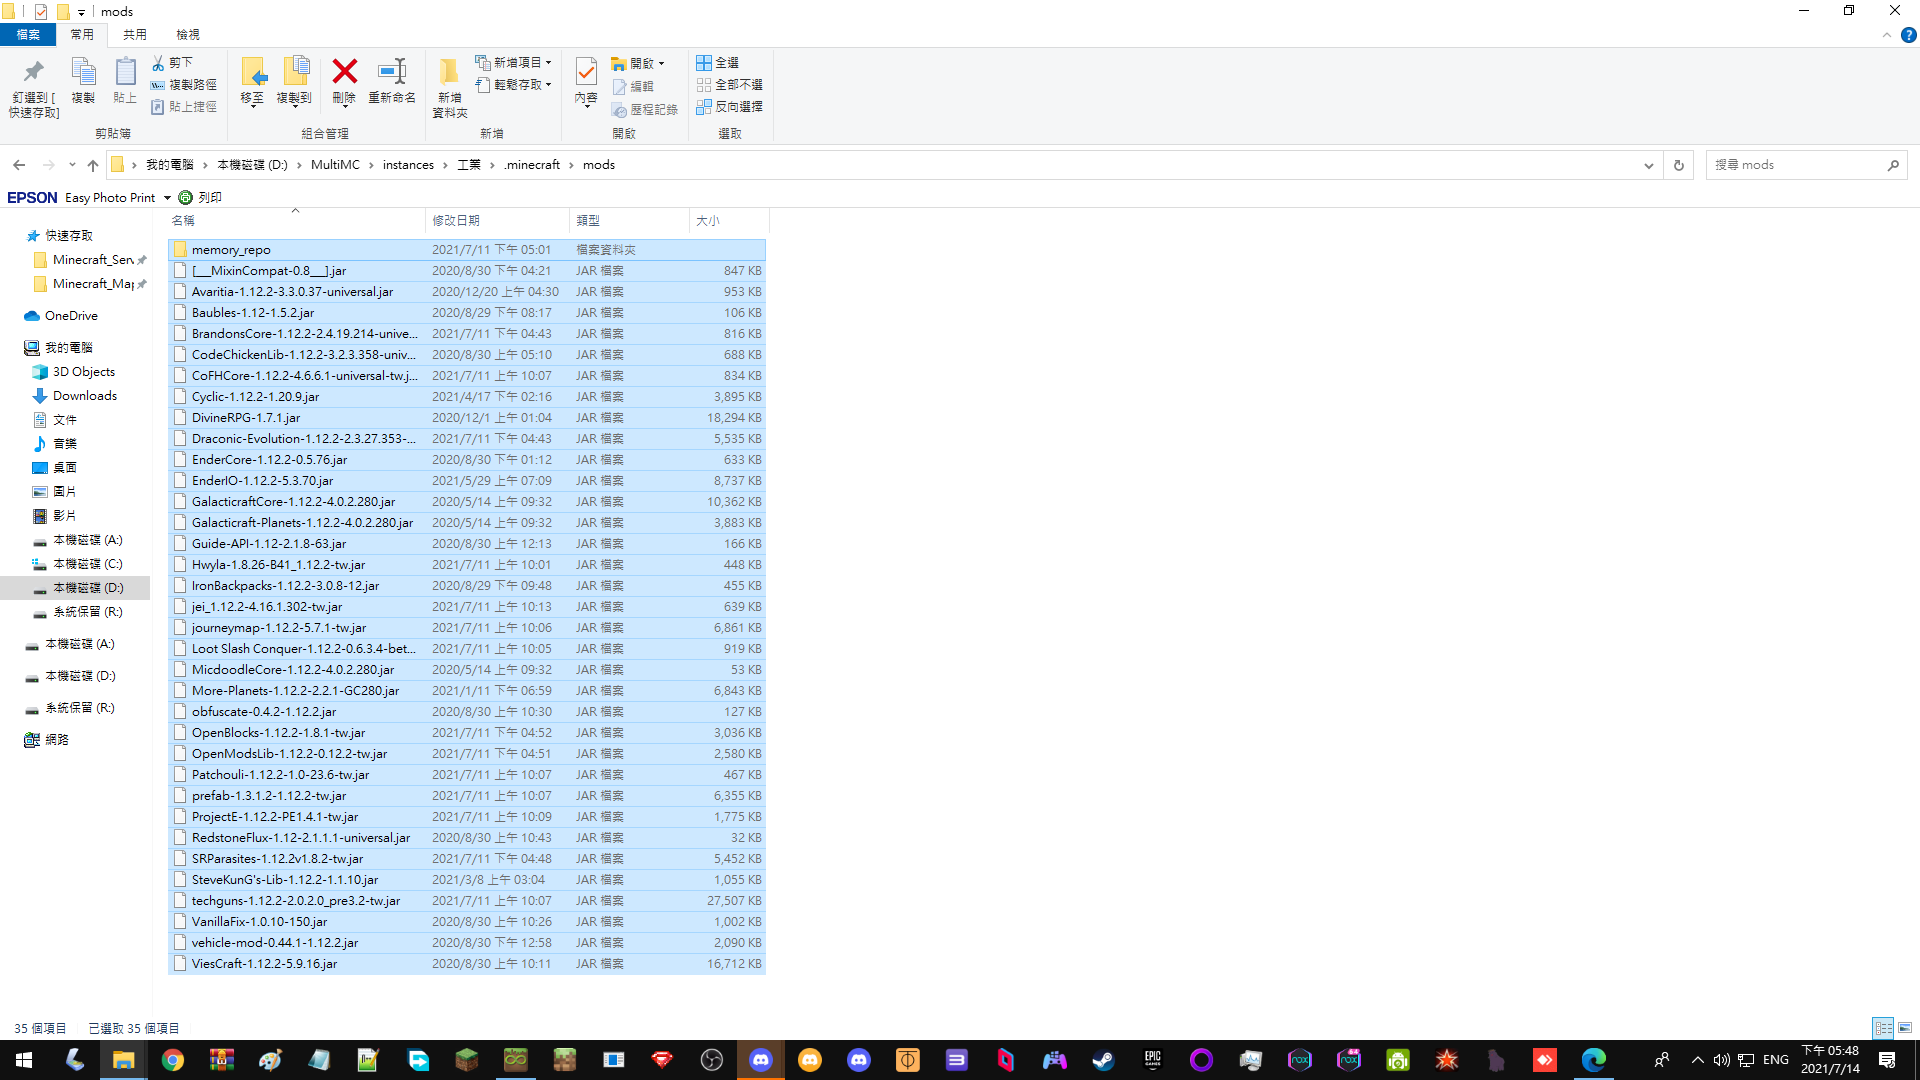 mods
檔案 常用 共用 檢視
釘選到 [快速存取]
複製
貼上
剪下
複製路徑
貼上捷徑
剪貼簿
移至
複製到
刪除
重新命名
組合管理
新增資料夾
新增項目
輕鬆存取
新增
內容
開啟
編輯
歷程記錄
開啟
全選
全部不選
反向選擇
選取
我的電腦 › 本機磁碟 (D:) › MultiMC › instances › 工業 › .minecraft › mods
搜尋 mods
EPSON Easy Photo Print 列印
快速存取
Minecraft_Serv
Minecraft_Map
OneDrive
我的電腦
3D Objects
Downloads
文件
音樂
桌面
圖片
影片
本機磁碟 (A:)
本機磁碟 (C:)
本機磁碟 (D:)
系統保留 (R:)
本機磁碟 (A:)
本機磁碟 (D:)
系統保留 (R:)
網路
名稱 修改日期 類型 大小
memory_repo 2021/7/11 下午 05:01 檔案資料夾
[___MixinCompat-0.8___].jar 2020/8/30 下午 04:21 JAR 檔案 847 KB
Avaritia-1.12.2-3.3.0.37-universal.jar 2020/12/20 上午 04:30 JAR 檔案 953 KB
Baubles-1.12-1.5.2.jar 2020/8/29 下午 08:17 JAR 檔案 106 KB
BrandonsCore-1.12.2-2.4.19.214-unive... 2021/7/11 下午 04:43 JAR 檔案 816 KB
CodeChickenLib-1.12.2-3.2.3.358-univ... 2020/8/30 上午 05:10 JAR 檔案 688 KB
CoFHCore-1.12.2-4.6.6.1-universal-tw.j... 2021/7/11 上午 10:07 JAR 檔案 834 KB
Cyclic-1.12.2-1.20.9.jar 2021/4/17 下午 02:16 JAR 檔案 3,895 KB
DivineRPG-1.7.1.jar 2020/12/1 上午 01:04 JAR 檔案 18,294 KB
Draconic-Evolution-1.12.2-2.3.27.353-... 2021/7/11 下午 04:43 JAR 檔案 5,535 KB
EnderCore-1.12.2-0.5.76.jar 2020/8/30 下午 01:12 JAR 檔案 633 KB
EnderIO-1.12.2-5.3.70.jar 2021/5/29 下午 07:09 JAR 檔案 8,737 KB
GalacticraftCore-1.12.2-4.0.2.280.jar 2020/5/14 上午 09:32 JAR 檔案 10,362 KB
Galacticraft-Planets-1.12.2-4.0.2.280.jar 2020/5/14 上午 09:32 JAR 檔案 3,883 KB
Guide-API-1.12-2.1.8-63.jar 2020/8/30 上午 12:13 JAR 檔案 166 KB
Hwyla-1.8.26-B41_1.12.2-tw.jar 2021/7/11 上午 10:01 JAR 檔案 448 KB
IronBackpacks-1.12.2-3.0.8-12.jar 2020/8/29 下午 09:48 JAR 檔案 455 KB
jei_1.12.2-4.16.1.302-tw.jar 2021/7/11 上午 10:13 JAR 檔案 639 KB
journeymap-1.12.2-5.7.1-tw.jar 2021/7/11 上午 10:06 JAR 檔案 6,861 KB
Loot Slash Conquer-1.12.2-0.6.3.4-bet... 2021/7/11 上午 10:05 JAR 檔案 919 KB
MicdoodleCore-1.12.2-4.0.2.280.jar 2020/5/14 上午 09:32 JAR 檔案 53 KB
More-Planets-1.12.2-2.2.1-GC280.jar 2021/1/11 下午 06:59 JAR 檔案 6,843 KB
obfuscate-0.4.2-1.12.2.jar 2020/8/30 上午 10:30 JAR 檔案 127 KB
OpenBlocks-1.12.2-1.8.1-tw.jar 2021/7/11 下午 04:52 JAR 檔案 3,036 KB
OpenModsLib-1.12.2-0.12.2-tw.jar 2021/7/11 下午 04:51 JAR 檔案 2,580 KB
Patchouli-1.12.2-1.0-23.6-tw.jar 2021/7/11 上午 10:07 JAR 檔案 467 KB
prefab-1.3.1.2-1.12.2-tw.jar 2021/7/11 上午 10:07 JAR 檔案 6,355 KB
ProjectE-1.12.2-PE1.4.1-tw.jar 2021/7/11 上午 10:09 JAR 檔案 1,775 KB
RedstoneFlux-1.12-2.1.1.1-universal.jar 2020/8/30 上午 10:43 JAR 檔案 32 KB
SRParasites-1.12.2v1.8.2-tw.jar 2021/7/11 下午 04:48 JAR 檔案 5,452 KB
SteveKunG's-Lib-1.12.2-1.1.10.jar 2021/3/8 上午 03:04 JAR 檔案 1,055 KB
techguns-1.12.2-2.0.2.0_pre3.2-tw.jar 2021/7/11 上午 10:07 JAR 檔案 27,507 KB
VanillaFix-1.0.10-150.jar 2020/8/30 上午 10:26 JAR 檔案 1,002 KB
vehicle-mod-0.44.1-1.12.2.jar 2020/8/30 下午 12:58 JAR 檔案 2,090 KB
ViesCraft-1.12.2-5.9.16.jar 2020/8/30 上午 10:11 JAR 檔案 16,712 KB
35 個項目 已選取 35 個項目
ENG
下午 05:48
2021/7/14